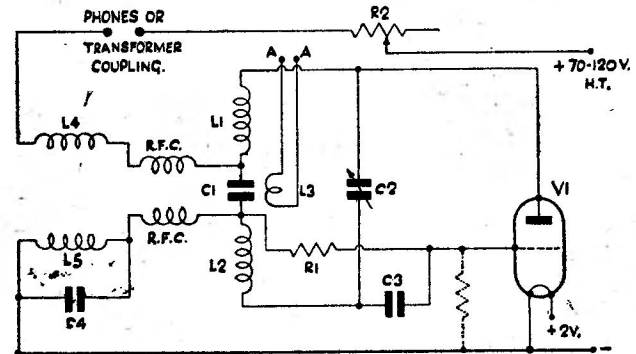 PHONES OR
TRANSFORMER
COUPLING.
R2
A A
+ 70-120 V.
H.T.
L4
R.F.C.
L1
C1
L3
C2
V1
L5
R.F.C.
L2
R1
C3
C4
+ 2V.
-